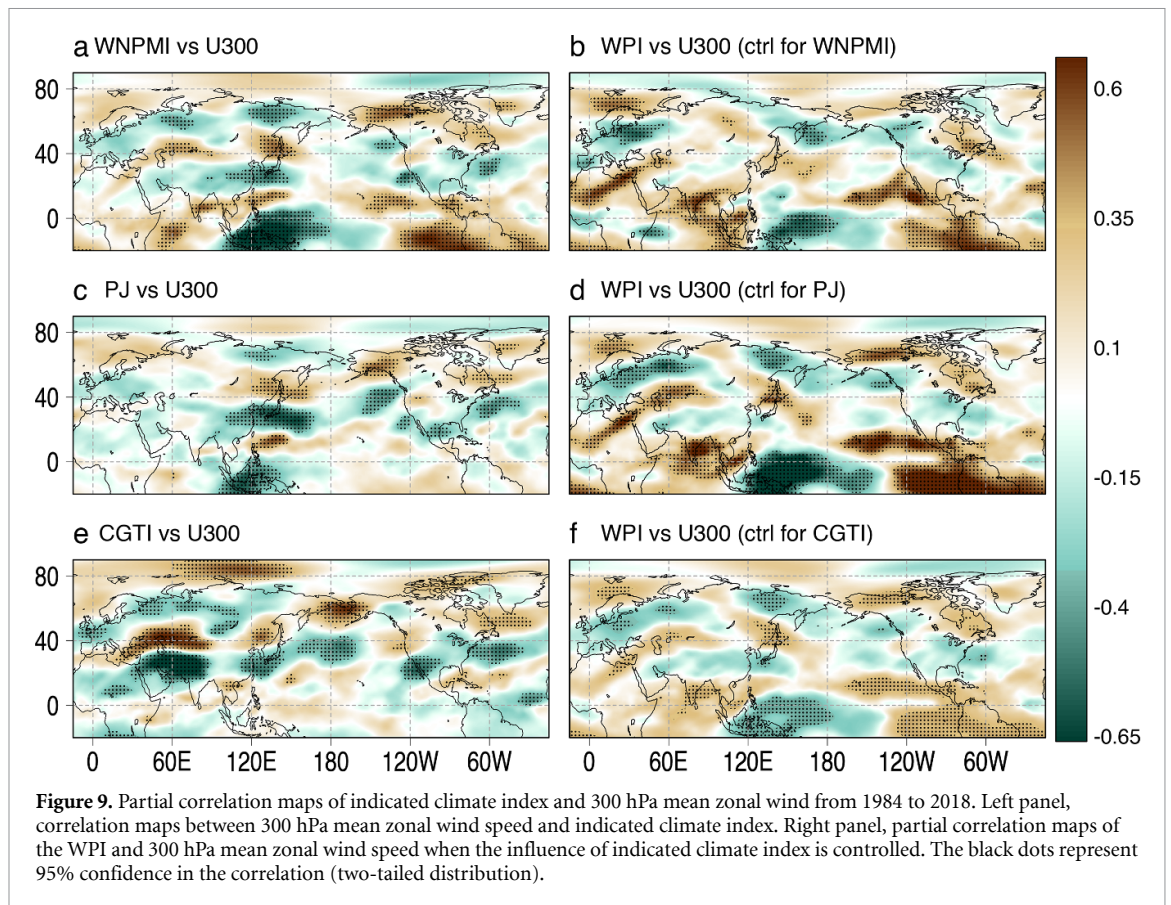 a WNPMI vs U300
b WPI vs U300 (ctrl for WNPMI)
80
40
0
c PJ vs U300
d WPI vs U300 (ctrl for PJ)
80
40
0
e CGTI vs U300
f WPI vs U300 (ctrl for CGTI)
80
40
0
0 60E 120E 180 120W 60W
0 60E 120E 180 120W 60W
0.6
0.35
0.1
-0.15
-0.4
-0.65
Figure 9. Partial correlation maps of indicated climate index and 300 hPa mean zonal wind from 1984 to 2018. Left panel,
correlation maps between 300 hPa mean zonal wind speed and indicated climate index. Right panel, partial correlation maps of
the WPI and 300 hPa mean zonal wind speed when the influence of indicated climate index is controlled. The black dots represent
95% confidence in the correlation (two-tailed distribution).